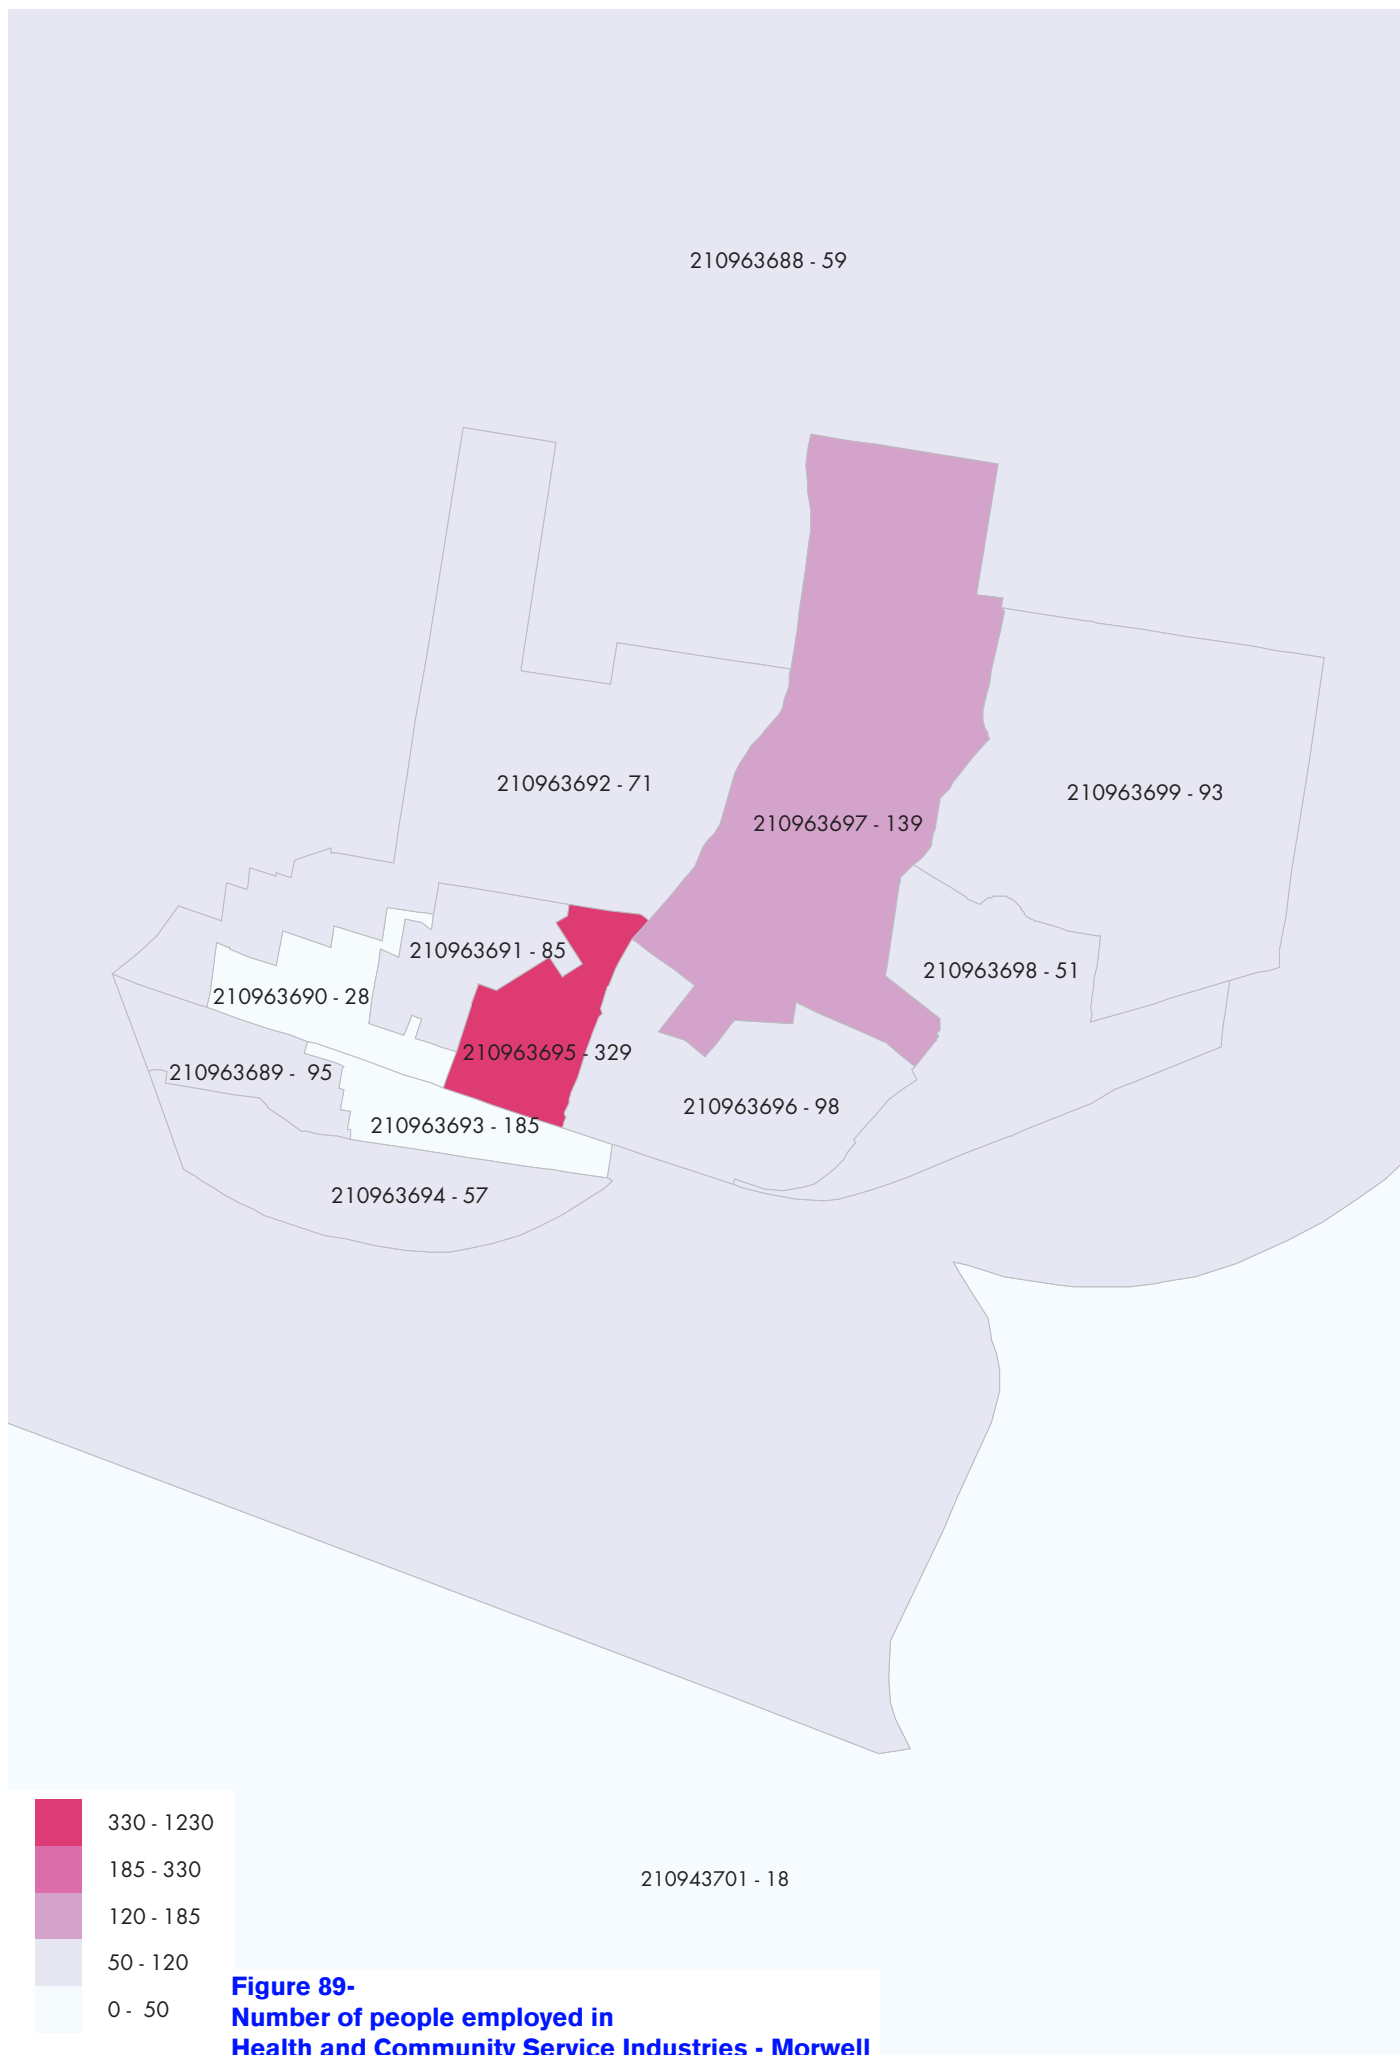 210963688 - 59
210963692 - 71
210963699 - 93
210963697 - 139
210963691 - 85
210963698 - 51
210963690 - 28
210963695 - 329
210963689 -  95
210963696 - 98
210963693 - 185
210963694 - 57
330 - 1230
185 - 330
210943701 - 18
120 - 185
50 - 120
0 -  50
Figure 89-
Number of people employed in
Health and Community Service Industries - Morwell